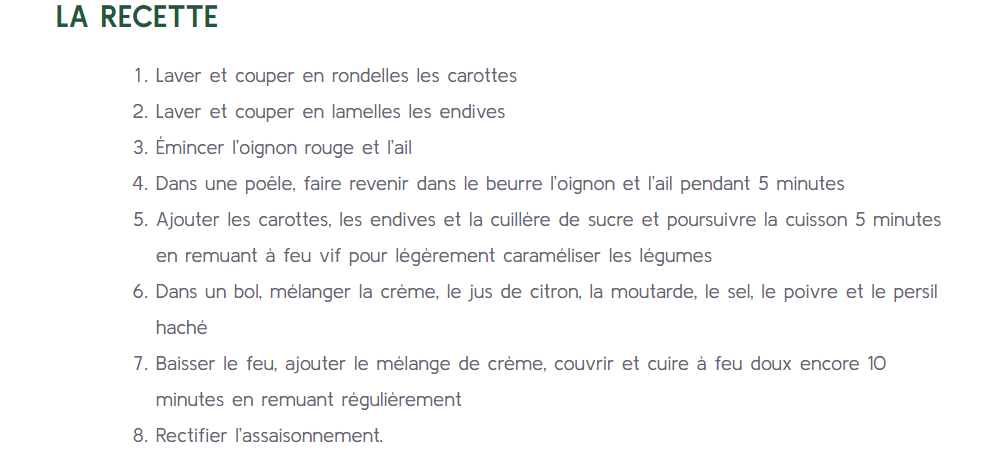 LA RECETTE
1. Laver et couper en rondelles les carottes
2. Laver et couper en lamelles les endives
3. Émincer l'oignon rouge et l'ail
4. Dans une poêle, faire revenir dans le beurre l'oignon et l'ail pendant 5 minutes
5. Ajouter les carottes, les endives et la cuillère de sucre et poursuivre la cuisson 5 minutes
en remuant à feu vif pour légèrement caraméliser les légumes
6. Dans un bol, mélanger la crème, le jus de citron, la moutarde, le sel, le poivre et le persil
haché
7. Baisser le feu, ajouter le mélange de crème, couvrir et cuire à feu doux encore 10
minutes en remuant régulièrement
8. Rectifier l'assaisonnement.